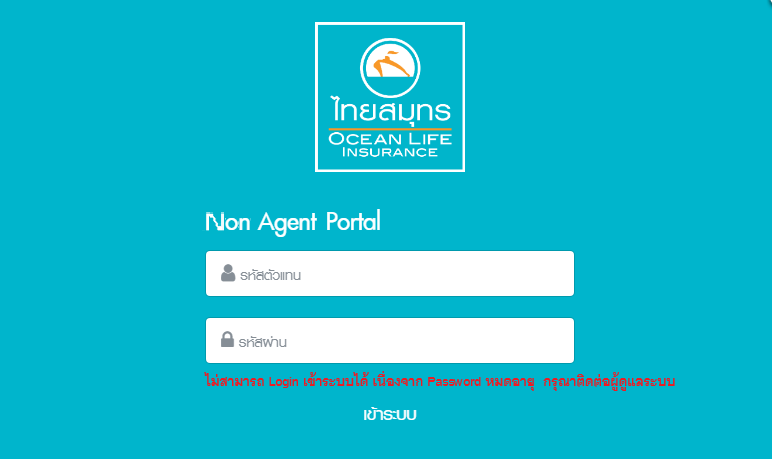 ไทยสมุทร
OCEAN LIFE
INSURANCE
Non Agent Portal
รหัสตัวแทน
รหัสผ่าน
ไม่สามารถ Login เข้าระบบได้ เนื่องจาก Password หมดอายุ กรุณาติดต่อผู้ดูแลระบบ
เข้าระบบ